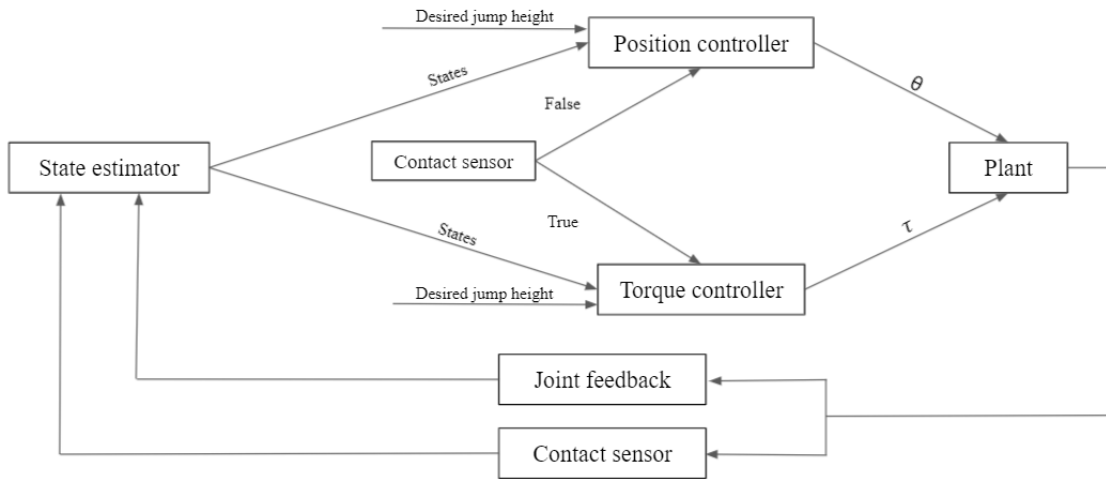 Desired jump height
Position controller
States
θ
False
State estimator
Contact sensor
Plant
True
States
τ
Torque controller
Desired jump height
Joint feedback
Contact sensor